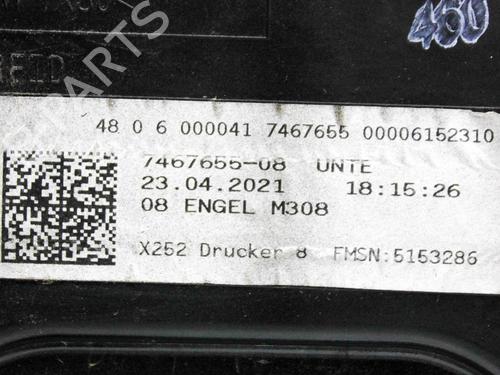 450
48 0 6 000041 7467655 00006152310
7467655-08 UNTE
23.04.2021 18:15:26
08 ENGEL M308
X252 Drucker 8 FMSN:5153286